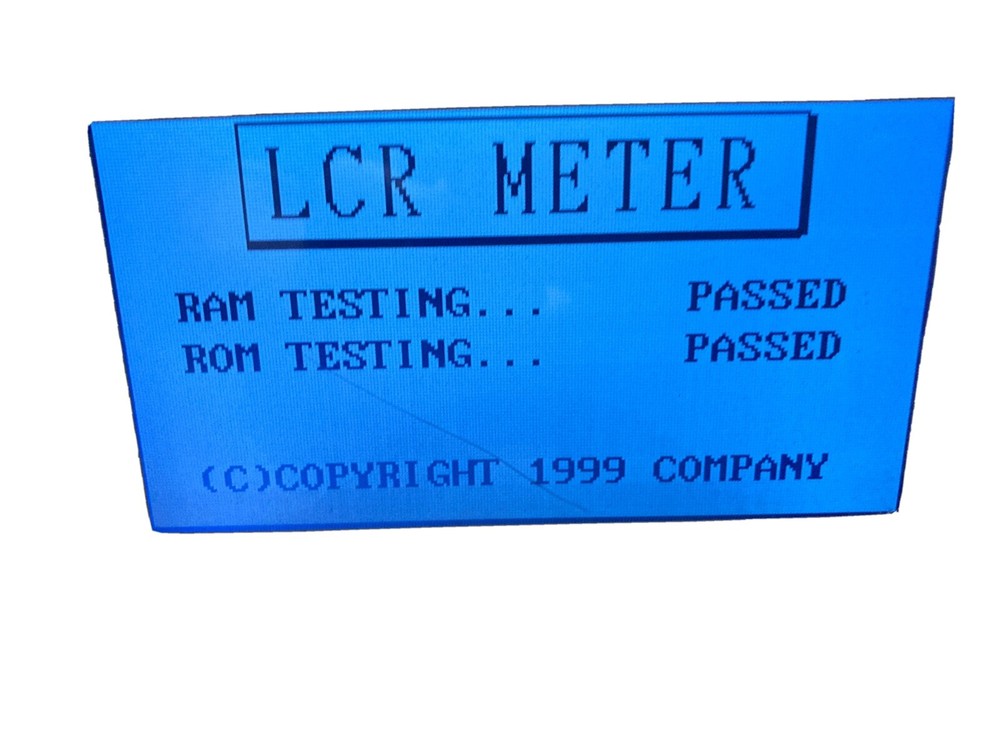 LCR METER
RAM TESTING... PASSED
ROM TESTING... PASSED
(C)COPYRIGHT 1999 COMPANY